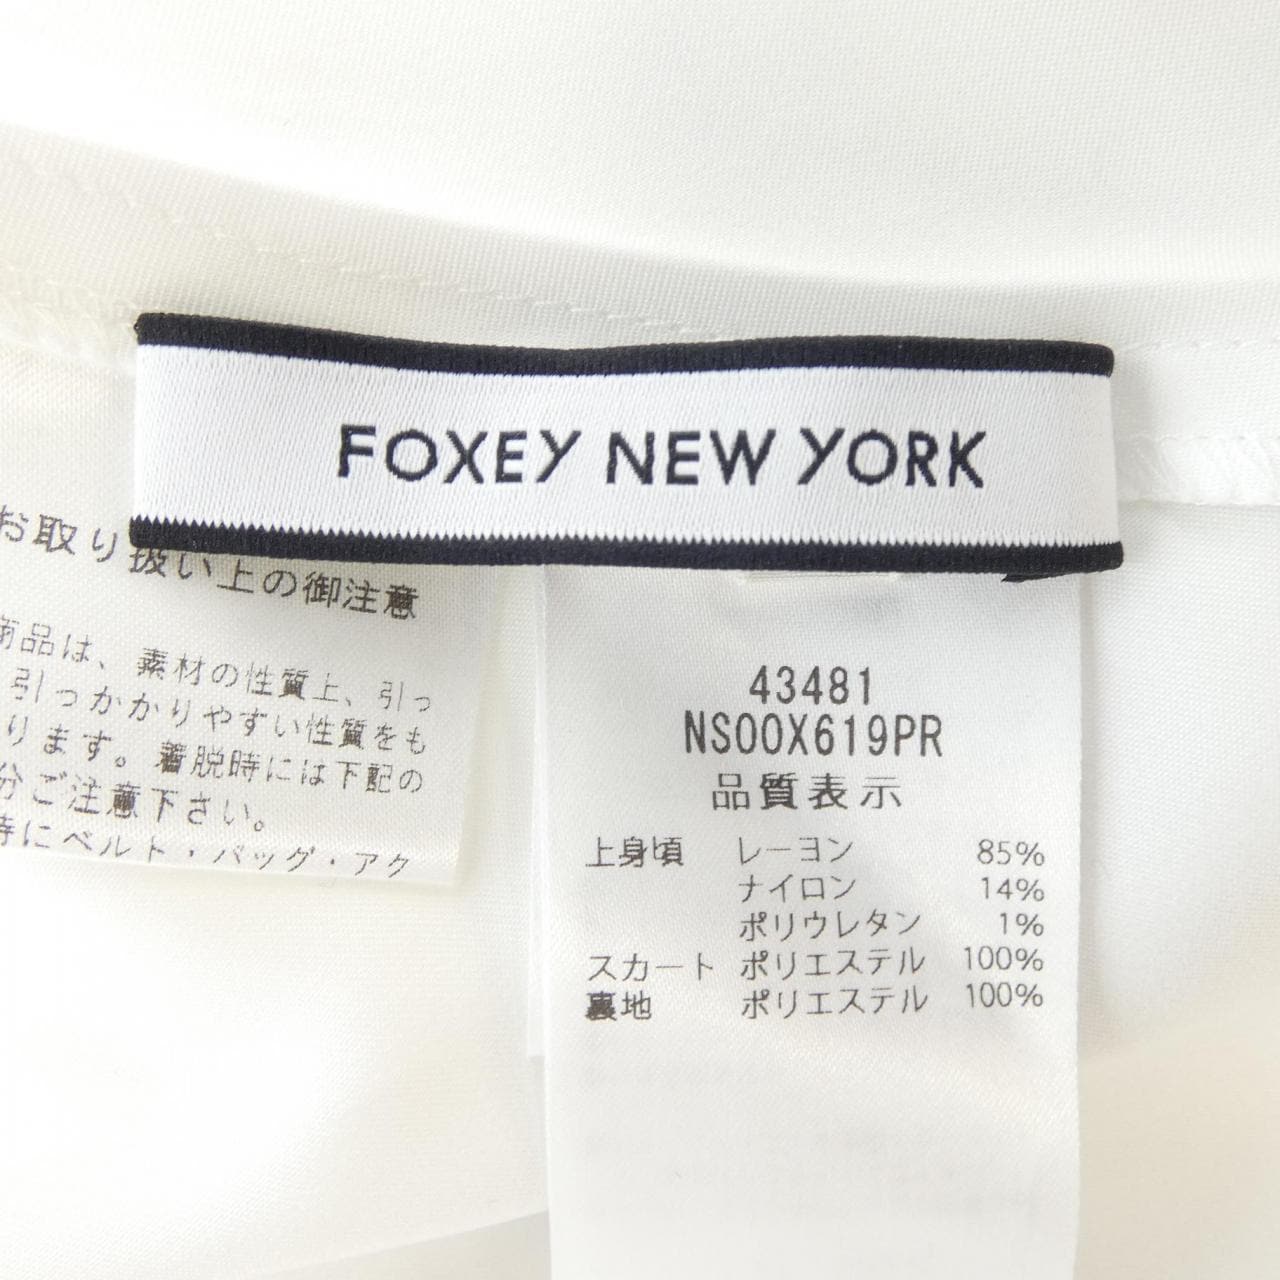 FOXEY NEW YORK
お取り扱い上の御注意
商品は、素材の性質上、引っ
引っかかりやすい性質をも
ります。着脱時には下記の
分ご注意下さい。
時にベルト・バッグ・アク
43481
NS00X619PR
品質表示
上身頃 レーヨン 85%
ナイロン 14%
ポリウレタン 1%
スカート ポリエステル 100%
裏地 ポリエステル 100%